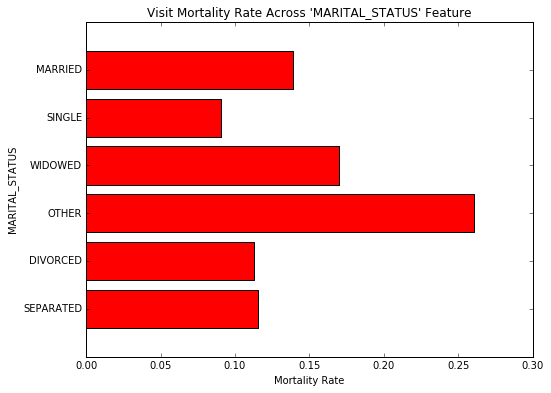 Visit Mortality Rate Across 'MARITAL_STATUS' Feature
MARITAL_STATUS
MARRIED
SINGLE
WIDOWED
OTHER
DIVORCED
SEPARATED
0.00 0.05 0.10 0.15 0.20 0.25 0.30
Mortality Rate